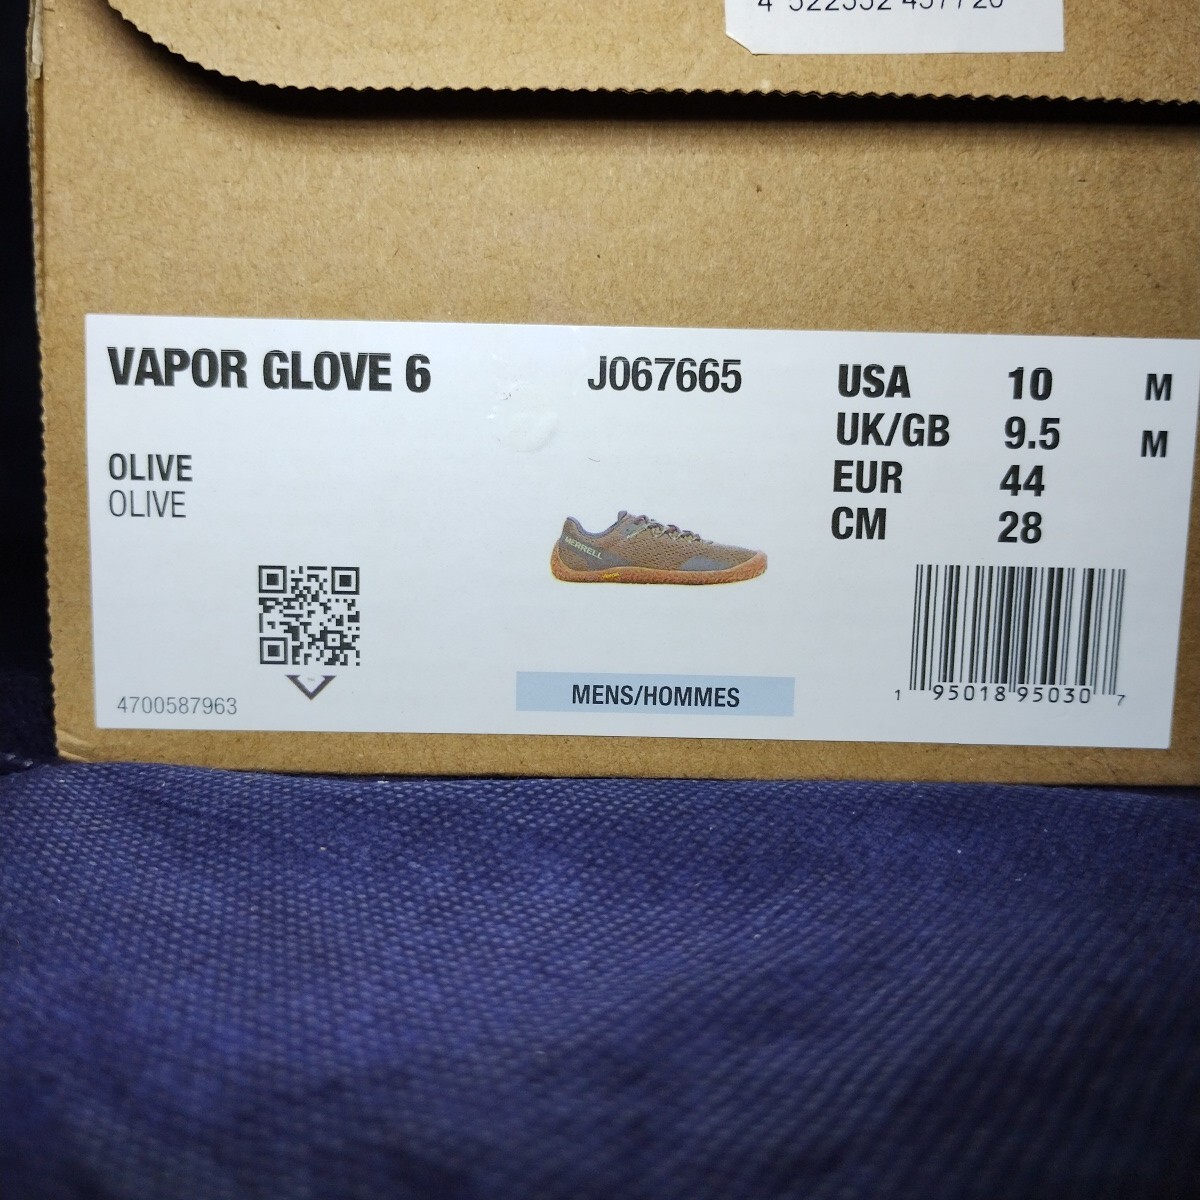 VAPOR GLOVE 6
J067665
OLIVE
OLIVE
USA 10 M
UK/GB 9.5 M
EUR 44
CM 28
MERRELL
4700587963
MENS/HOMMES
1 95018 95030 7